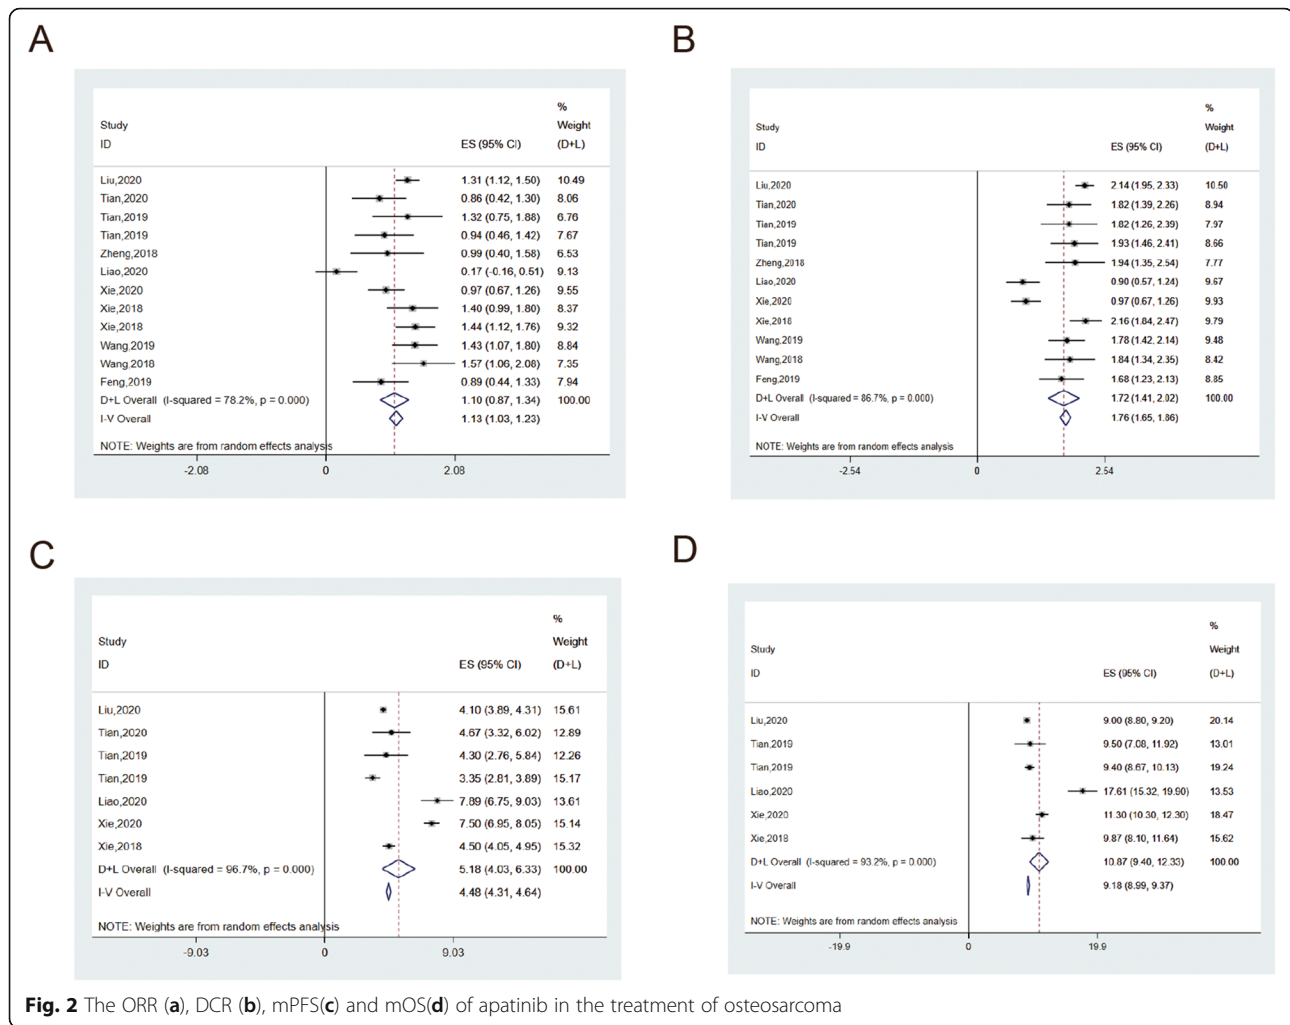 A
%
Study Weight
ID ES (95% CI) (D+L)
Liu,2020 1.31 (1.12, 1.50) 10.49
Tian,2020 0.86 (0.42, 1.30) 8.06
Tian,2019 1.32 (0.75, 1.88) 6.76
Tian,2019 0.94 (0.46, 1.42) 7.67
Zheng,2018 0.99 (0.40, 1.58) 6.53
Liao,2020 0.17 (-0.16, 0.51) 9.13
Xie,2020 0.97 (0.67, 1.26) 9.55
Xie,2018 1.40 (0.99, 1.80) 8.37
Xie,2018 1.44 (1.12, 1.76) 9.32
Wang,2019 1.43 (1.07, 1.80) 8.84
Wang,2018 1.57 (1.06, 2.08) 7.35
Feng,2019 0.89 (0.44, 1.33) 7.94
D+L Overall (I-squared = 78.2%, p = 0.000) 1.10 (0.87, 1.34) 100.00
I-V Overall 1.13 (1.03, 1.23)
NOTE: Weights are from random effects analysis
-2.08 0 2.08
B
%
Study Weight
ID ES (95% CI) (D+L)
Liu,2020 2.14 (1.95, 2.33) 10.50
Tian,2020 1.82 (1.39, 2.26) 8.94
Tian,2019 1.82 (1.26, 2.39) 7.97
Tian,2019 1.93 (1.46, 2.41) 8.66
Zheng,2018 1.94 (1.35, 2.54) 7.77
Liao,2020 0.90 (0.57, 1.24) 9.67
Xie,2020 0.97 (0.67, 1.26) 9.93
Xie,2018 2.16 (1.84, 2.47) 9.79
Wang,2019 1.78 (1.42, 2.14) 9.48
Wang,2018 1.84 (1.34, 2.35) 8.42
Feng,2019 1.68 (1.23, 2.13) 8.85
D+L Overall (I-squared = 86.7%, p = 0.000) 1.72 (1.41, 2.02) 100.00
I-V Overall 1.76 (1.65, 1.86)
NOTE: Weights are from random effects analysis
-2.54 0 2.54
C
%
Study Weight
ID ES (95% CI) (D+L)
Liu,2020 4.10 (3.89, 4.31) 15.61
Tian,2020 4.67 (3.32, 6.02) 12.89
Tian,2019 4.30 (2.76, 5.84) 12.26
Tian,2019 3.35 (2.81, 3.89) 15.17
Liao,2020 7.89 (6.75, 9.03) 13.61
Xie,2020 7.50 (6.95, 8.05) 15.14
Xie,2018 4.50 (4.05, 4.95) 15.32
D+L Overall (I-squared = 96.7%, p = 0.000) 5.18 (4.03, 6.33) 100.00
I-V Overall 4.48 (4.31, 4.64)
NOTE: Weights are from random effects analysis
-9.03 0 9.03
D
%
Study Weight
ID ES (95% CI) (D+L)
Liu,2020 9.00 (8.80, 9.20) 20.14
Tian,2019 9.50 (7.08, 11.92) 13.01
Tian,2019 9.40 (8.67, 10.13) 19.24
Liao,2020 17.61 (15.32, 19.90) 13.53
Xie,2020 11.30 (10.30, 12.30) 18.47
Xie,2018 9.87 (8.10, 11.64) 15.62
D+L Overall (I-squared = 93.2%, p = 0.000) 10.87 (9.40, 12.33) 100.00
I-V Overall 9.18 (8.99, 9.37)
NOTE: Weights are from random effects analysis
-19.9 0 19.9
Fig. 2 The ORR (a), DCR (b), mPFS(c) and mOS(d) of apatinib in the treatment of osteosarcoma